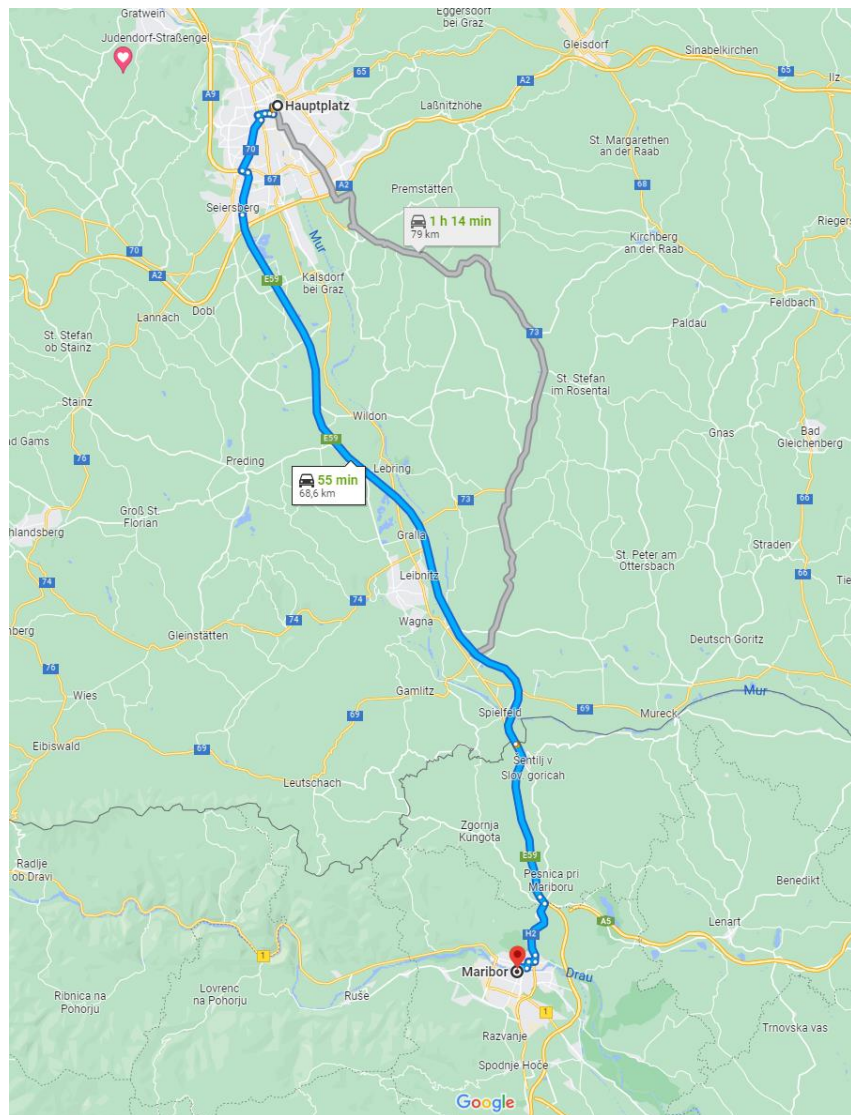 Gratwein
Eggersdorf
bei Graz
Judendorf-Straßengel
Gleisdorf
Sinabelkirchen
Ilz
A9
65
A2
65
Hauptplatz
Laßnitzhöhe
St. Margarethen
an der Raab
70
67
A2
Premstätten
68
Seiersberg
1 h 14 min
79 km
Riegers
Mur
Kirchberg
an der Raab
70
A2
E59
Kalsdorf
bei Graz
Feldbach
Dobl
Lannach
St. Stefan
ob Stainz
Paldau
73
Stainz
St. Stefan
im Rosental
Wildon
Bad
Gleichenberg
ad Gams
E59
Gnas
76
Preding
Lebring
55 min
68,6 km
66
73
Groß St.
Florian
hlandsberg
Gralla
Straden
St. Peter am
Ottersbach
Leibnitz
66
Tie
74
74
Wagna
nberg
74
Gleinstätten
Deutsch Goritz
76
Wies
Gamlitz
Mur
69
Spielfeld
69
Mureck
Eibiswald
69
Šentilj v
Slov. goricah
Leutschach
Zgornja
Kungota
Radlje
ob Dravi
E59
Pesnica pri
Mariboru
Benedikt
A5
Lenart
H2
1
Maribor
Drau
Ribnica na
Pohorju
Lovrenc
na Pohorju
Ruše
1
Razvanje
Trnovska vas
Spodnje Hoče
Google